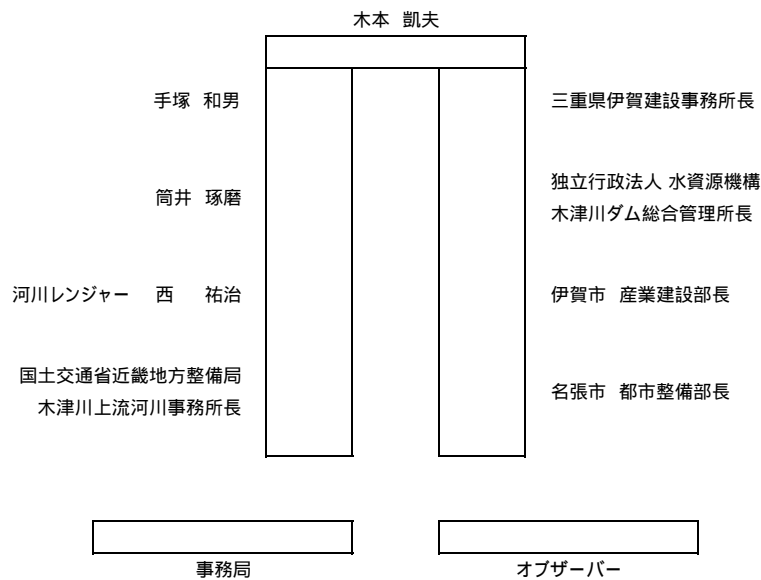 木本 凱夫
手塚 和男
筒井 琢磨
河川レンジャー 西 祐治
国土交通省近畿地方整備局
木津川上流河川事務所長
三重県伊賀建設事務所長
独立行政法人 水資源機構
木津川ダム総合管理所長
伊賀市 産業建設部長
名張市 都市整備部長
事務局
オブザーバー